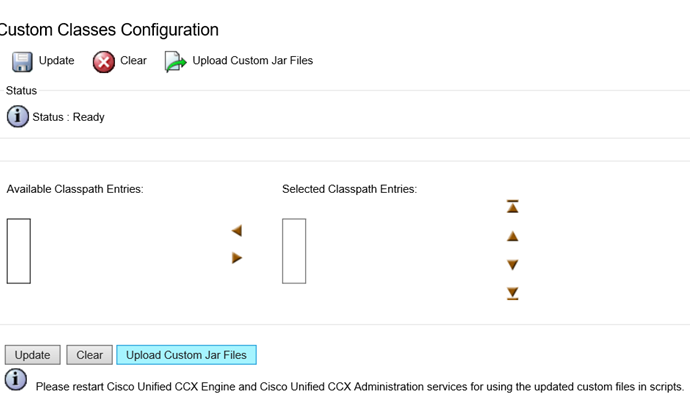 Custom Classes Configuration
Update Clear Upload Custom Jar Files
Status
Status : Ready
Available Classpath Entries: Selected Classpath Entries:
Update Clear Upload Custom Jar Files
Please restart Cisco Unified CCX Engine and Cisco Unified CCX Administration services for using the updated custom files in scripts.